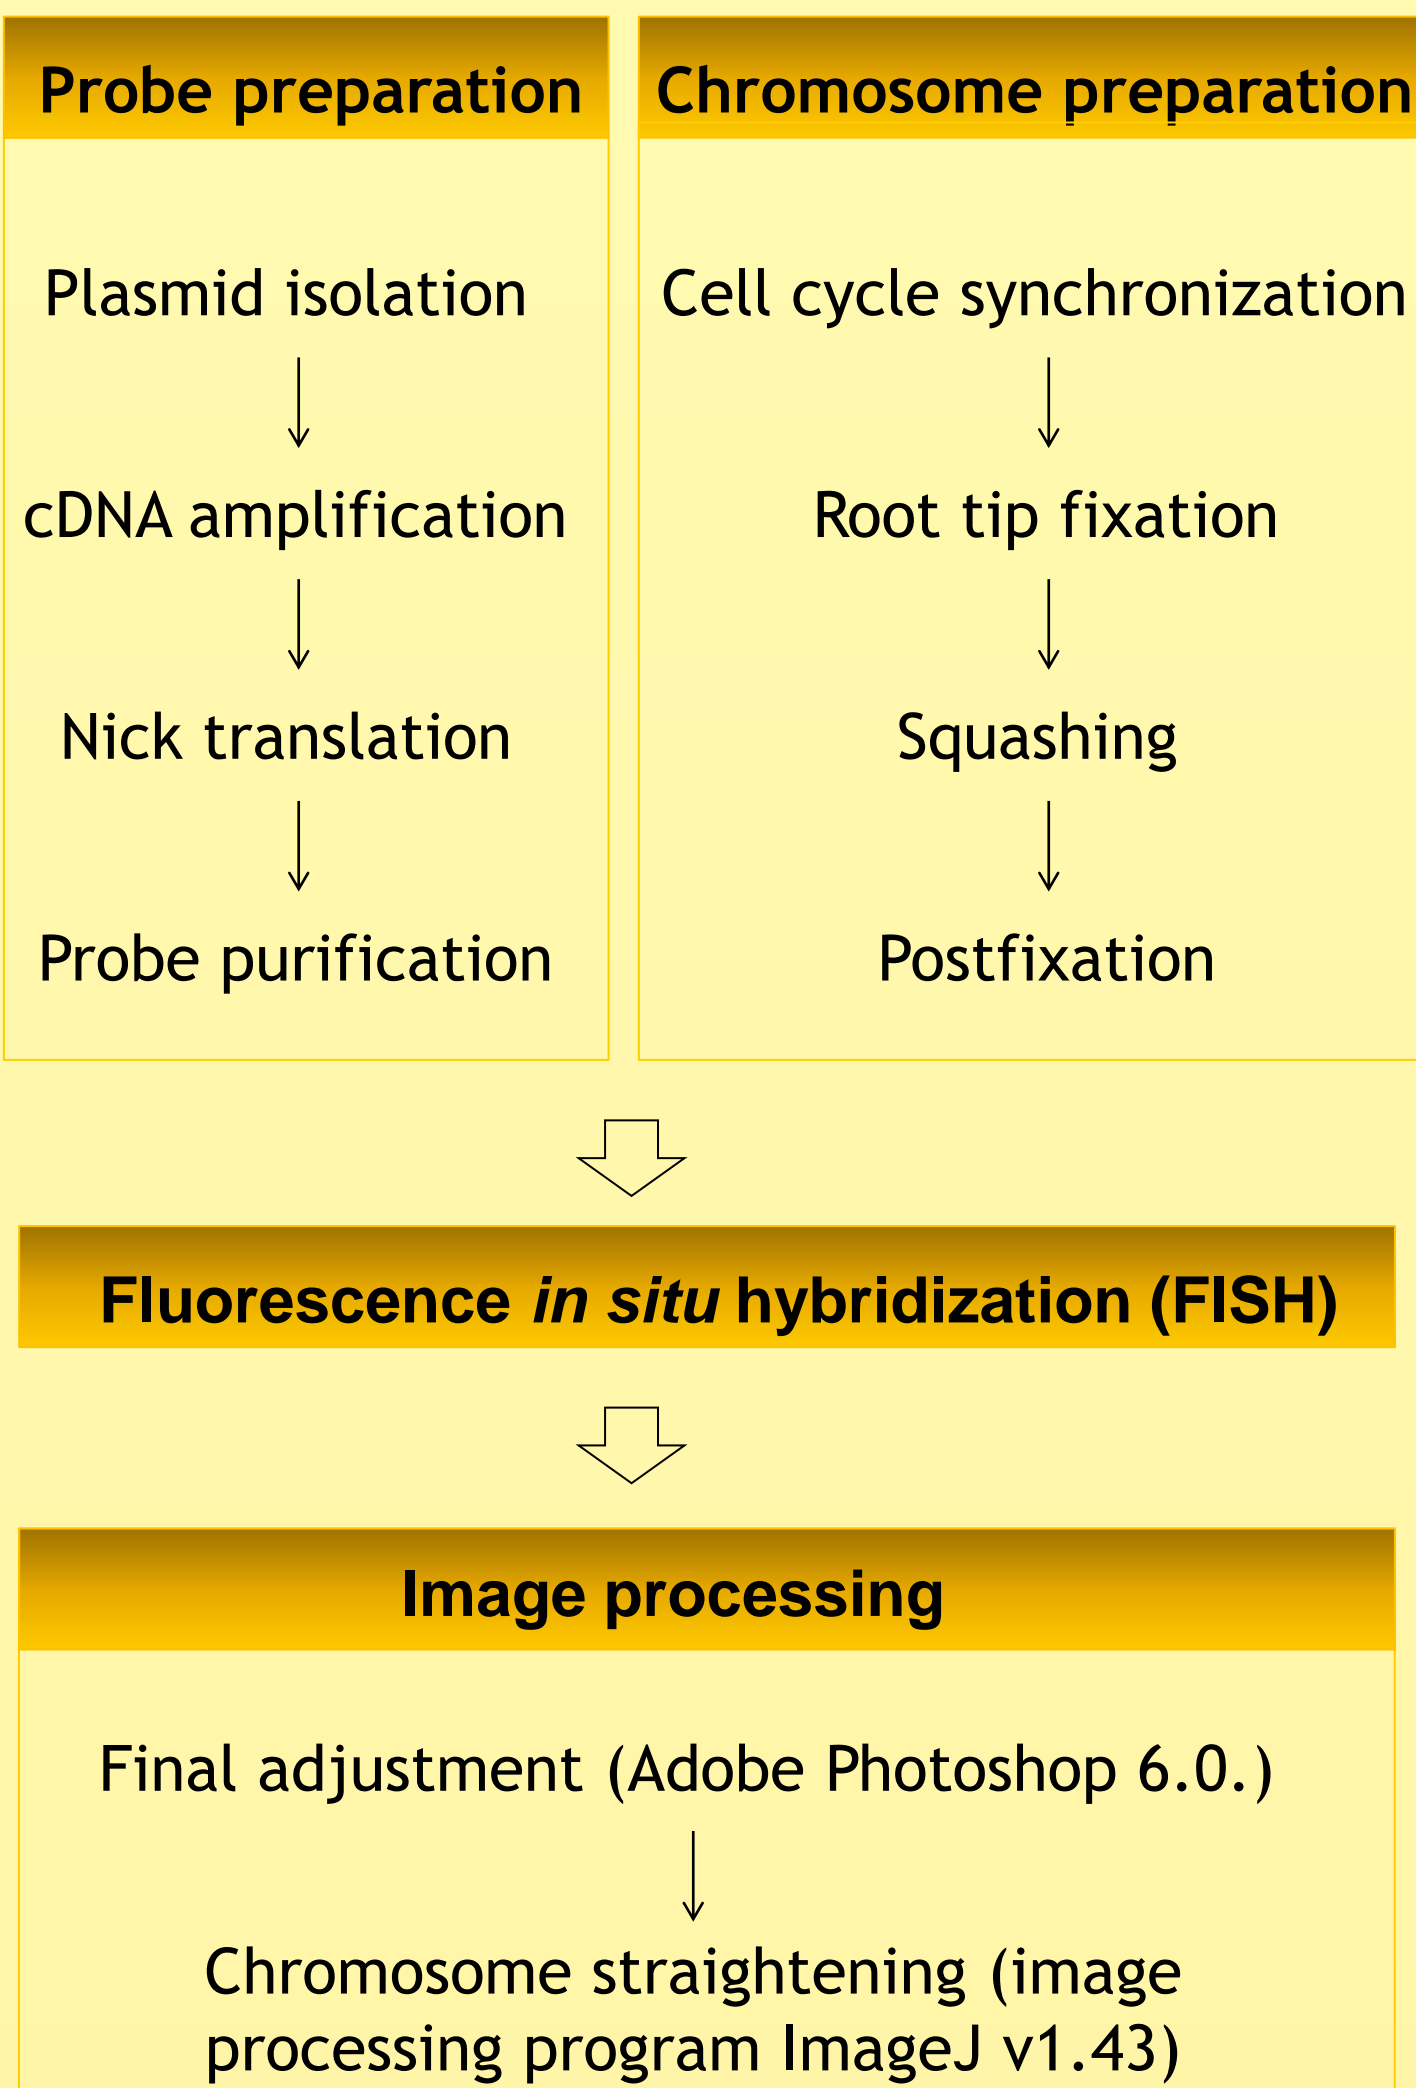 Probe preparation
Plasmid isolation
cDNA amplification
Nick translation
Probe purification
Chromosome preparation
Cell cycle synchronization
Root tip fixation
Squashing
Postfixation
Fluorescence in situ hybridization (FISH)
Image processing
Final adjustment (Adobe Photoshop 6.0.)
Chromosome straightening (image
processing program ImageJ v1.43)